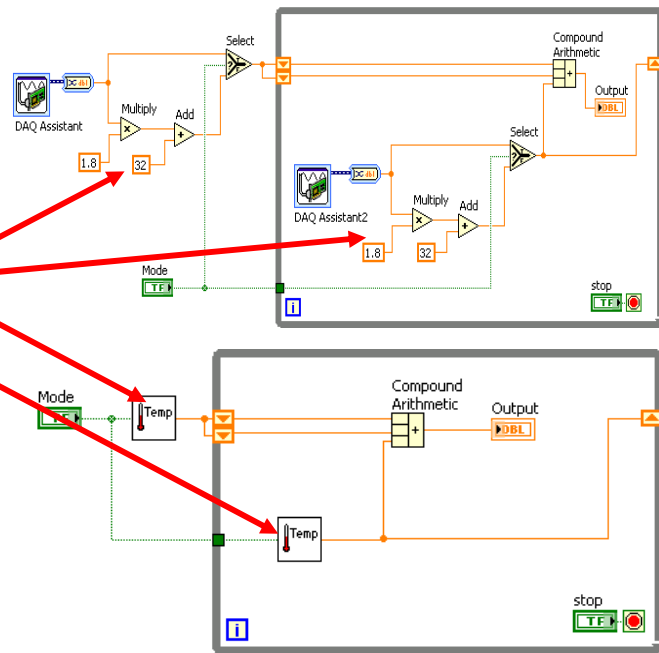 Compound
Arithmetic
Select
Output
DBL
DAQ Assistant
Multiply
Add
x
+
+
1.8
32
Select
DAQ Assistant2
Multiply
Add
x
+
1.8
32
Mode
TF
i
stop
TF
Mode
TF
Temp
Compound
Arithmetic
+
Output
DBL
Temp
i
stop
TF